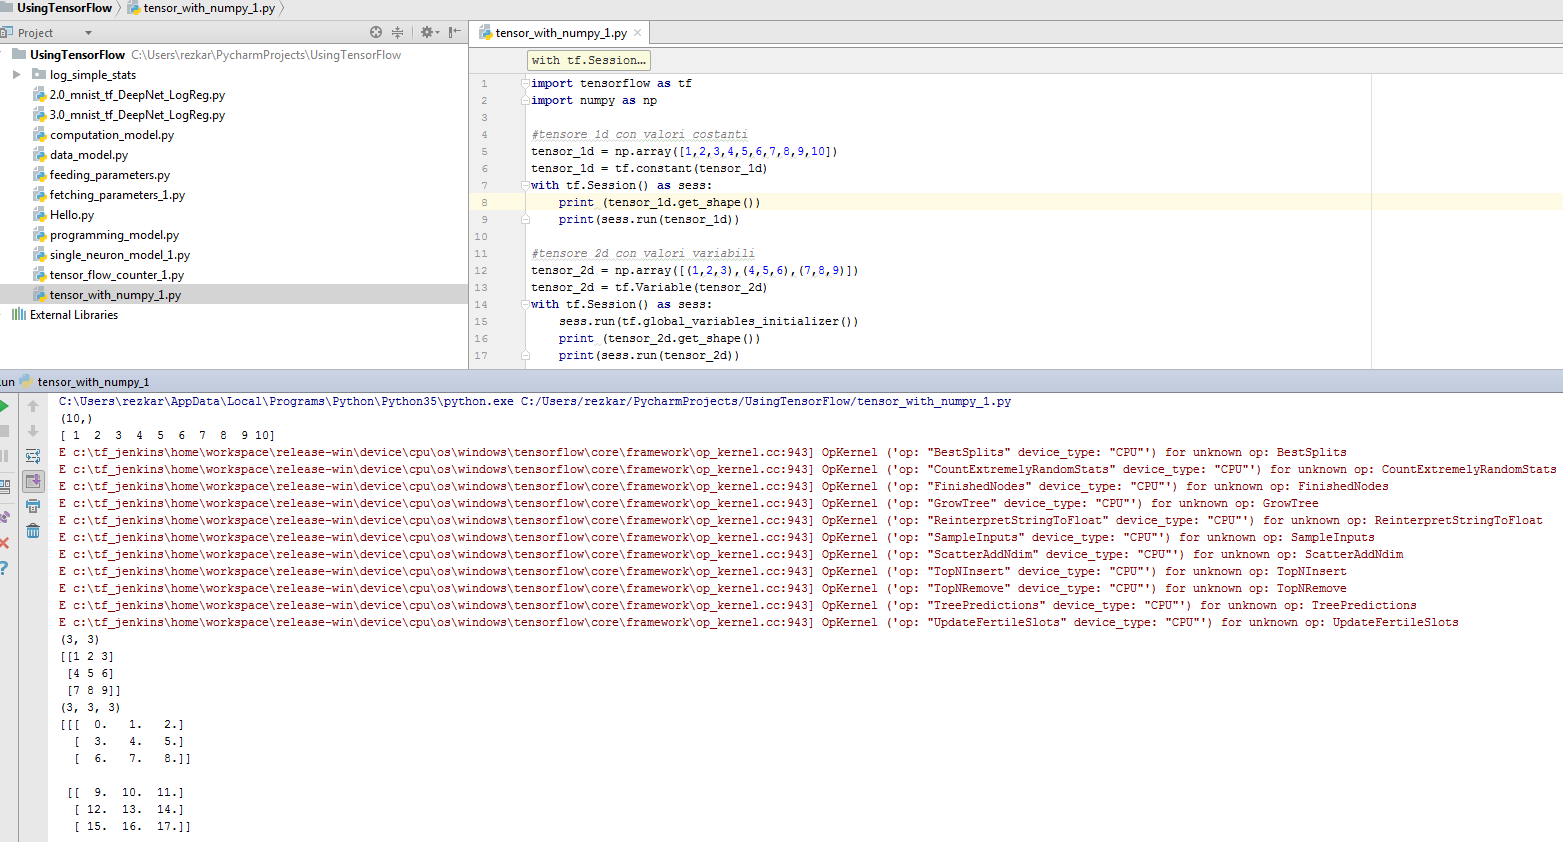 UsingTensorFlow tensor_with_numpy_1.py
Project
tensor_with_numpy_1.py
UsingTensorFlow C:\Users\rezkar\PycharmProjects\UsingTensorFlow
log_simple_stats
2.0_mnist_tf_DeepNet_LogReg.py
3.0_mnist_tf_DeepNet_LogReg.py
computation_model.py
data_model.py
feeding_parameters.py
fetching_parameters_1.py
Hello.py
programming_model.py
single_neuron_model_1.py
tensor_flow_counter_1.py
tensor_with_numpy_1.py
External Libraries
with tf.Session…
1 import tensorflow as tf
2 import numpy as np
3
4 #tensore 1d con valori costanti
5 tensor_1d = np.array([1,2,3,4,5,6,7,8,9,10])
6 tensor_1d = tf.constant(tensor_1d)
7 with tf.Session() as sess:
8     print (tensor_1d.get_shape())
9     print(sess.run(tensor_1d))
10
11 #tensore 2d con valori variabili
12 tensor_2d = np.array([(1,2,3),(4,5,6),(7,8,9)])
13 tensor_2d = tf.Variable(tensor_2d)
14 with tf.Session() as sess:
15     sess.run(tf.global_variables_initializer())
16     print (tensor_2d.get_shape())
17     print(sess.run(tensor_2d))
un tensor_with_numpy_1
C:\Users\rezkar\AppData\Local\Programs\Python\Python35\python.exe C:/Users/rezkar/PycharmProjects/UsingTensorFlow/tensor_with_numpy_1.py
(10,)
[ 1  2  3  4  5  6  7  8  9 10]
E c:\tf_jenkins\home\workspace\release-win\device\cpu\os\windows\tensorflow\core\framework\op_kernel.cc:943] OpKernel ('op: "BestSplits" device_type: "CPU"') for unknown op: BestSplits
E c:\tf_jenkins\home\workspace\release-win\device\cpu\os\windows\tensorflow\core\framework\op_kernel.cc:943] OpKernel ('op: "CountExtremelyRandomStats" device_type: "CPU"') for unknown op: CountExtremelyRandomStats
E c:\tf_jenkins\home\workspace\release-win\device\cpu\os\windows\tensorflow\core\framework\op_kernel.cc:943] OpKernel ('op: "FinishedNodes" device_type: "CPU"') for unknown op: FinishedNodes
E c:\tf_jenkins\home\workspace\release-win\device\cpu\os\windows\tensorflow\core\framework\op_kernel.cc:943] OpKernel ('op: "GrowTree" device_type: "CPU"') for unknown op: GrowTree
E c:\tf_jenkins\home\workspace\release-win\device\cpu\os\windows\tensorflow\core\framework\op_kernel.cc:943] OpKernel ('op: "ReinterpretStringToFloat" device_type: "CPU"') for unknown op: ReinterpretStringToFloat
E c:\tf_jenkins\home\workspace\release-win\device\cpu\os\windows\tensorflow\core\framework\op_kernel.cc:943] OpKernel ('op: "SampleInputs" device_type: "CPU"') for unknown op: SampleInputs
E c:\tf_jenkins\home\workspace\release-win\device\cpu\os\windows\tensorflow\core\framework\op_kernel.cc:943] OpKernel ('op: "ScatterAddNdim" device_type: "CPU"') for unknown op: ScatterAddNdim
E c:\tf_jenkins\home\workspace\release-win\device\cpu\os\windows\tensorflow\core\framework\op_kernel.cc:943] OpKernel ('op: "TopNInsert" device_type: "CPU"') for unknown op: TopNInsert
E c:\tf_jenkins\home\workspace\release-win\device\cpu\os\windows\tensorflow\core\framework\op_kernel.cc:943] OpKernel ('op: "TopNRemove" device_type: "CPU"') for unknown op: TopNRemove
E c:\tf_jenkins\home\workspace\release-win\device\cpu\os\windows\tensorflow\core\framework\op_kernel.cc:943] OpKernel ('op: "TreePredictions" device_type: "CPU"') for unknown op: TreePredictions
E c:\tf_jenkins\home\workspace\release-win\device\cpu\os\windows\tensorflow\core\framework\op_kernel.cc:943] OpKernel ('op: "UpdateFertileSlots" device_type: "CPU"') for unknown op: UpdateFertileSlots
(3, 3)
[[1 2 3]
 [4 5 6]
 [7 8 9]]
(3, 3, 3)
[[[  0.   1.   2.]
  [  3.   4.   5.]
  [  6.   7.   8.]]
 [[  9.  10.  11.]
  [ 12.  13.  14.]
  [ 15.  16.  17.]]